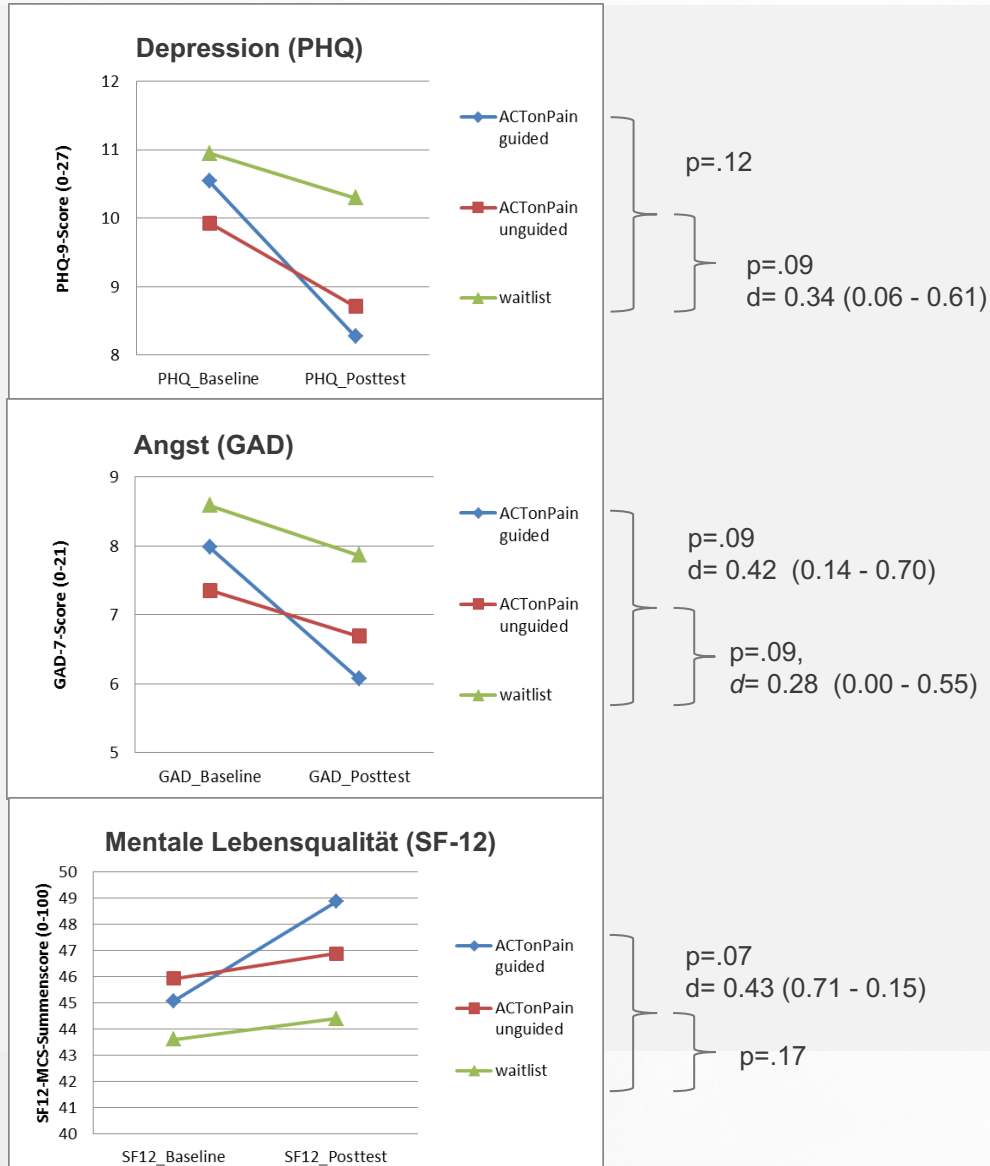 Depression (PHQ)
PHQ-9-Score (0-27)
12
11
10
9
8
PHQ_Baseline
PHQ_Posttest
ACTonPain
guided
ACTonPain
unguided
waitlist
p=.12
p=.09
d= 0.34 (0.06 - 0.61)
Angst (GAD)
GAD-7-Score (0-21)
9
8
7
6
5
GAD_Baseline
GAD_Posttest
ACTonPain
guided
ACTonPain
unguided
waitlist
p=.09
d= 0.42 (0.14 - 0.70)
p=.09,
d= 0.28 (0.00 - 0.55)
Mentale Lebensqualität (SF-12)
SF12-MCS-Summenscore (0-100)
50
49
48
47
46
45
44
43
42
41
40
SF12_Baseline
SF12_Posttest
ACTonPain
guided
ACTonPain
unguided
waitlist
p=.07
d= 0.43 (0.71 - 0.15)
p=.17